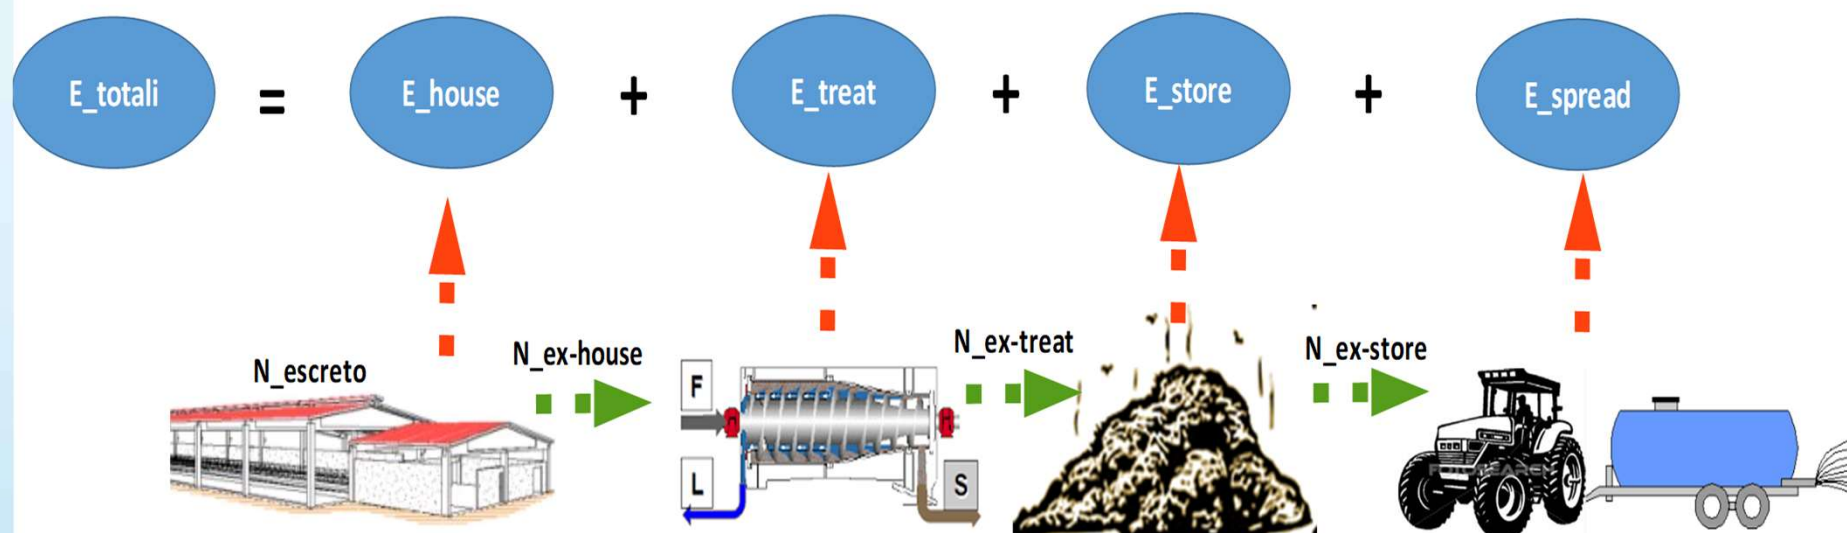 E_totali = E_house + E_treat + E_store + E_spread
N_escreto
N_ex-house
N_ex-treat
N_ex-store
F
L
S